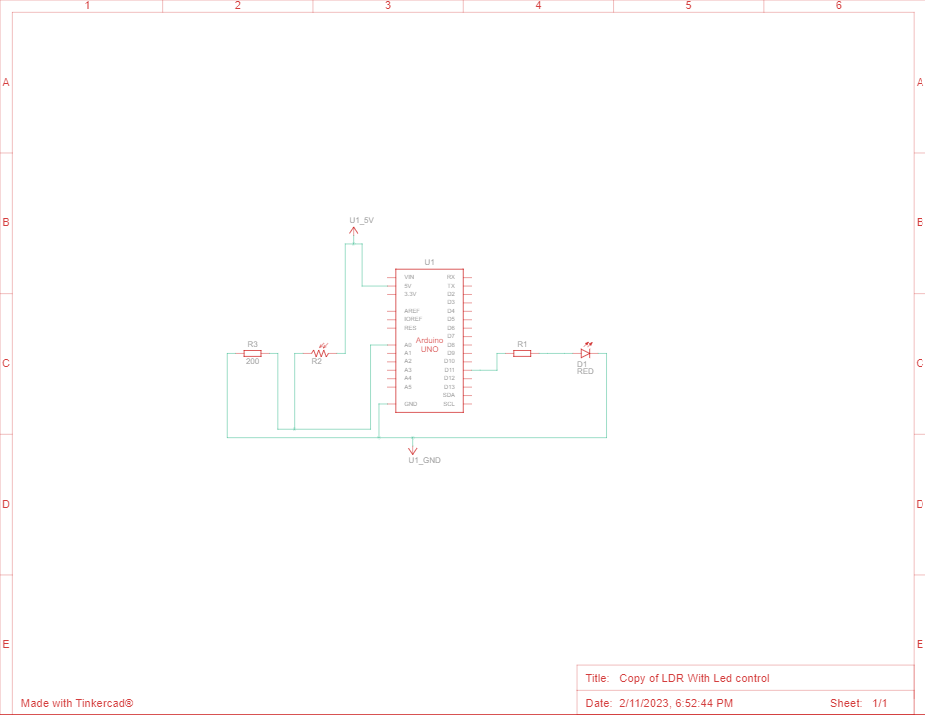 1 2 3 4 5 6
A A
B B
U1_5V
U1
VIN RX
5V TX
3.3V D2
D3
AREF D4
IOREF D5
RES D6
D7
A0 D8
A1 D9
A2 D10
A3 D11
A4 D12
A5 D13
SDA
GND SCL
Arduino
UNO
R3
200
R2
R1
D1
RED
C C
U1_GND
D D
E E
Title: Copy of LDR With Led control
Made with Tinkercad®
Date: 2/11/2023, 6:52:44 PM Sheet: 1/1